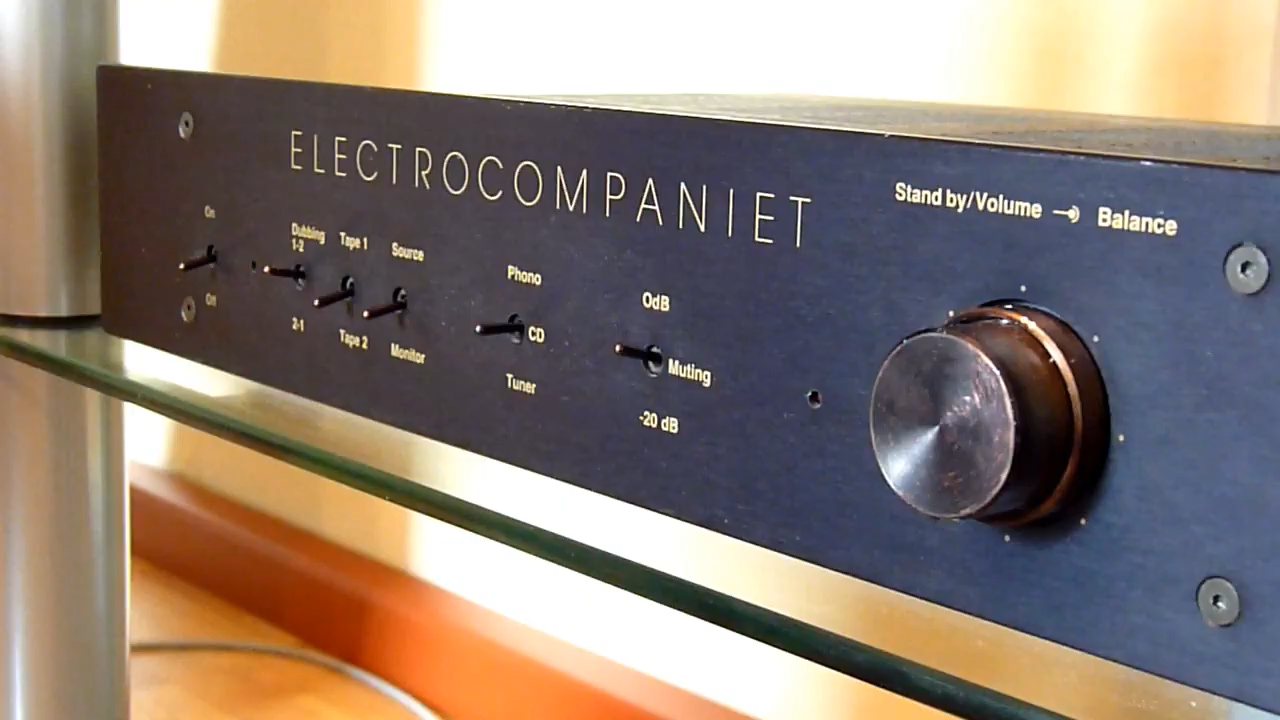 ELECTROCOMPANIET
Stand by/Volume Balance
On
Dubbing
1-2
Tape 1
Source
Phono
OdB
Off
2-1
Tape 2
Monitor
CD
Tuner
Muting
-20 dB